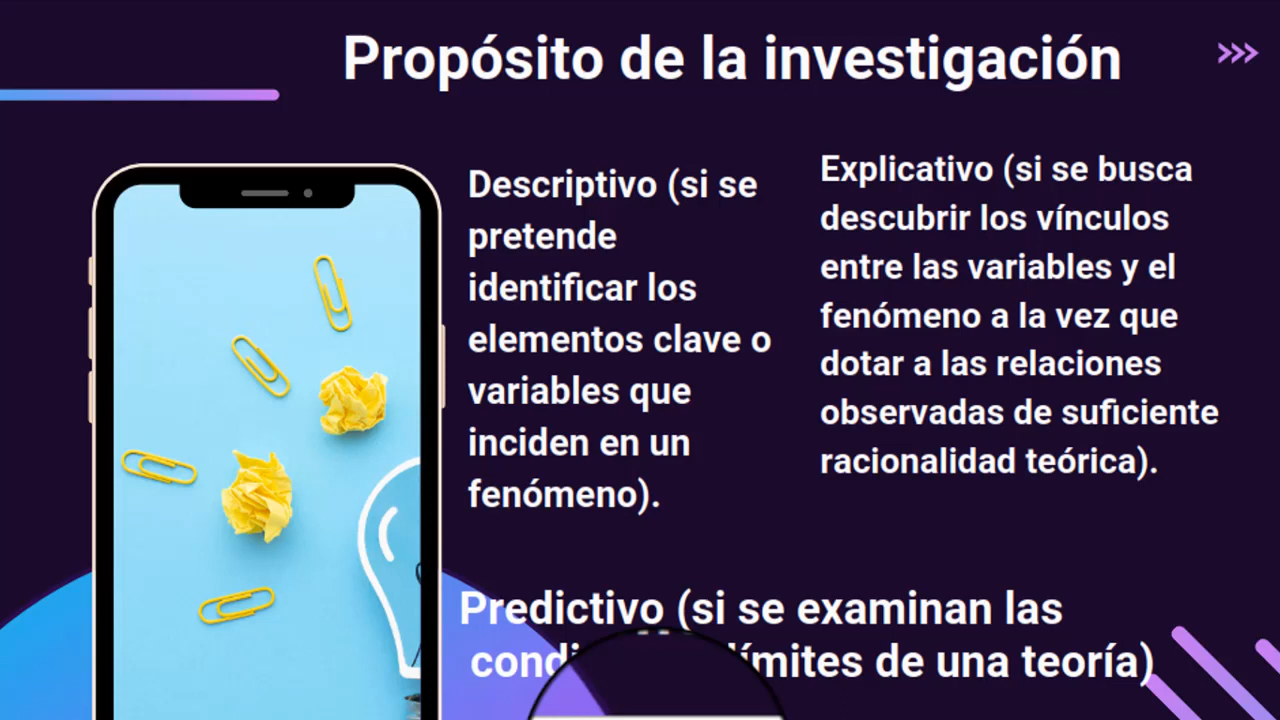 Propósito de la investigación
Descriptivo (si se
pretende
identificar los
elementos clave o
variables que
inciden en un
fenómeno).
Explicativo (si se busca
descubrir los vínculos
entre las variables y el
fenómeno a la vez que
dotar a las relaciones
observadas de suficiente
racionalidad teórica).
Predictivo (si se examinan las
límites de una teoría)